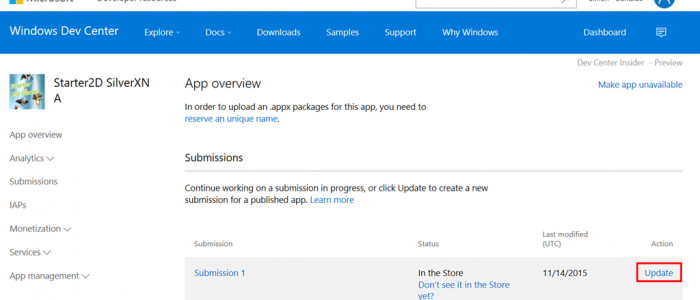 Windows Dev Center
Explore
Docs
Downloads
Samples
Support
Why Windows
Dashboard
Dev Center Insider - Preview
Starter2D SilverXN
A
App overview
Make app unavailable
In order to upload an .appx packages for this app, you need to
reserve an unique name.
App overview
Analytics
Submissions
IAPs
Monetization
Services
App management
Submissions
Continue working on a submission in progress, or click Update to create a new
submission for a published app. Learn more
Submission
Status
Last modified
(UTC)
Action
Submission 1
In the Store
Don't see it in the Store
yet?
11/14/2015
Update